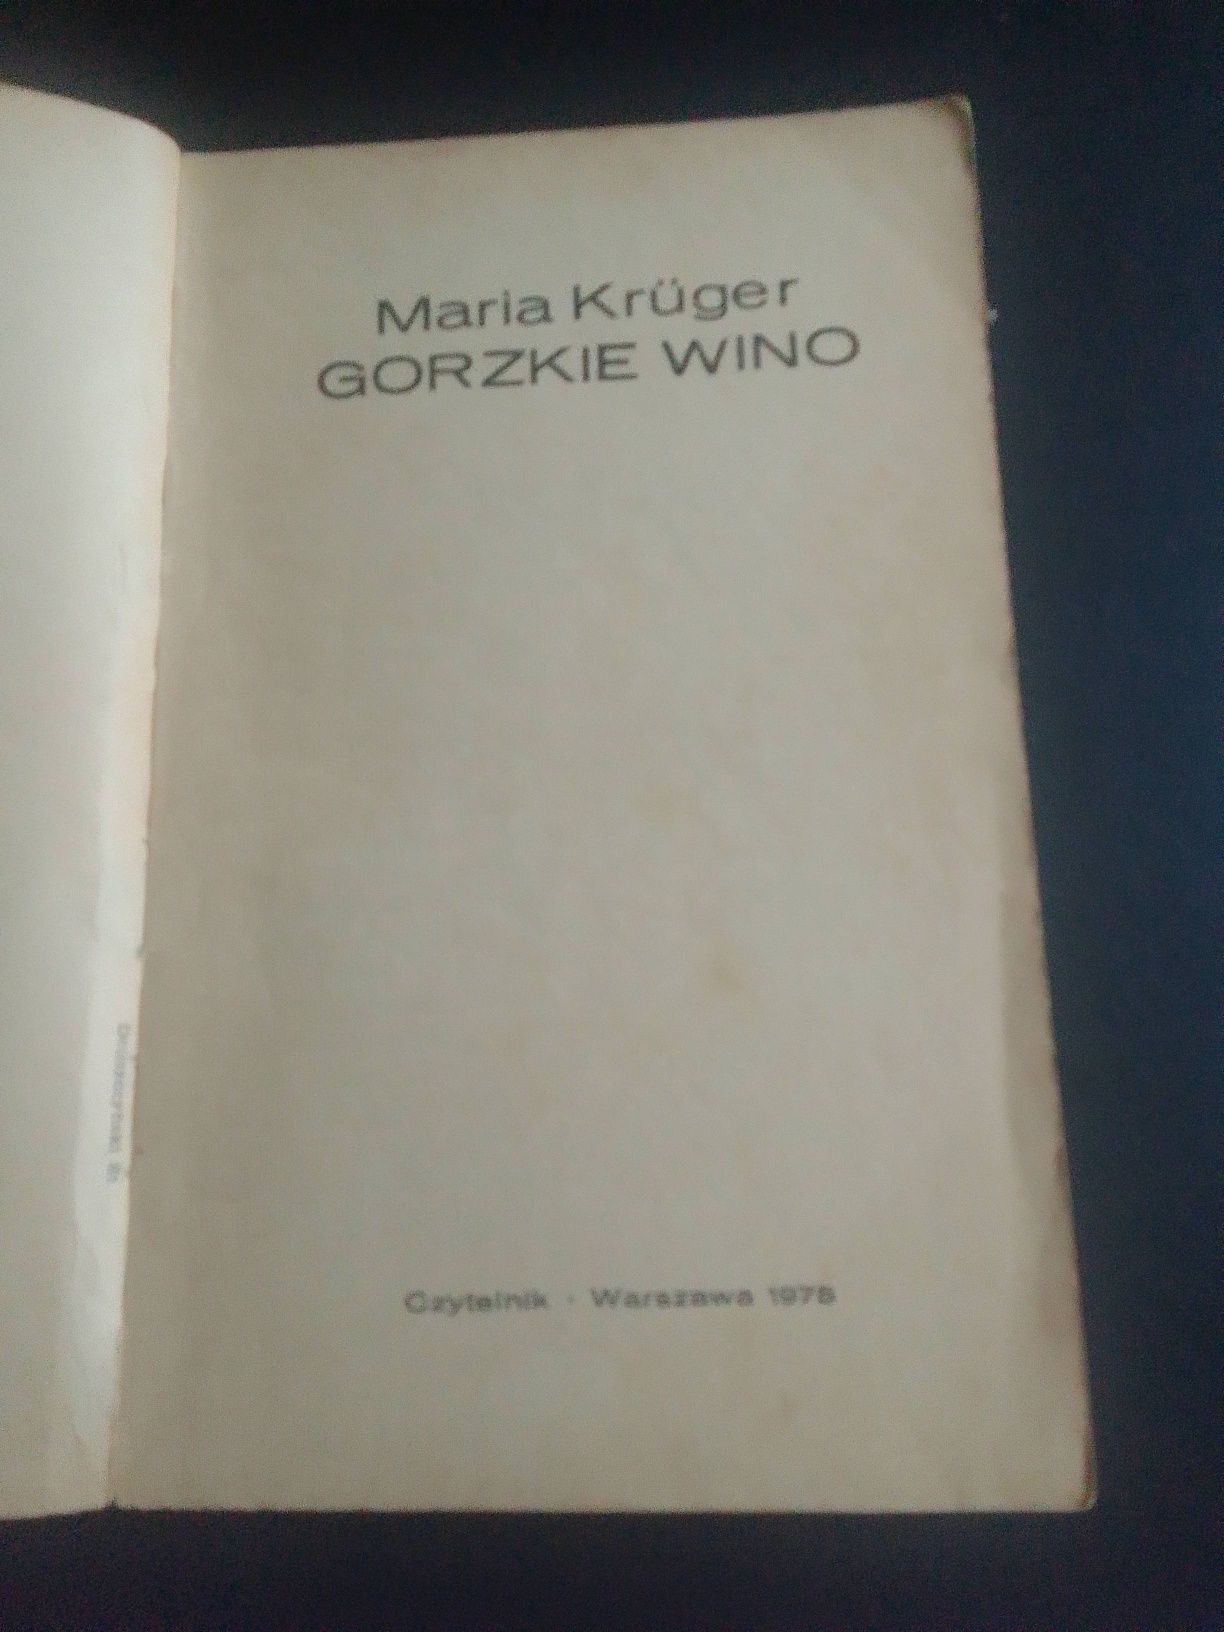 Maria Krüger
GORZKIE WINO
Czytelnik · Warszawa 1978